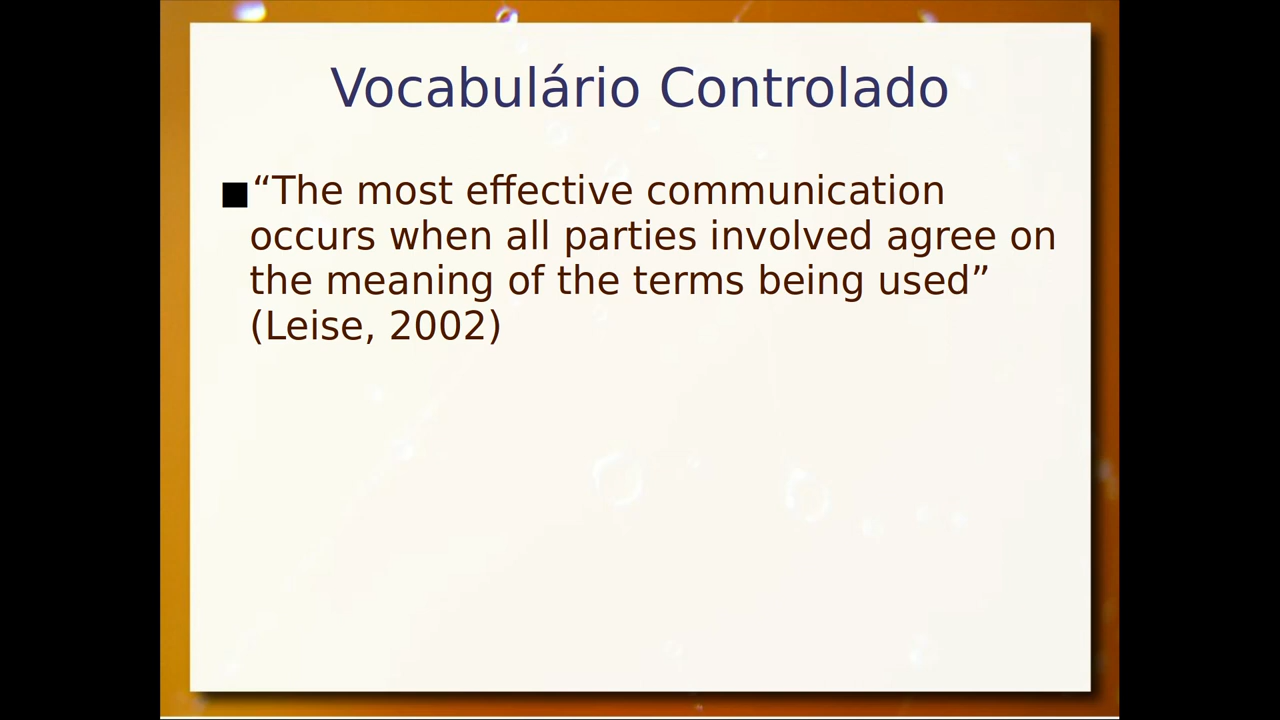 Vocabulário Controlado
■“The most effective communication
occurs when all parties involved agree on
the meaning of the terms being used”
(Leise, 2002)